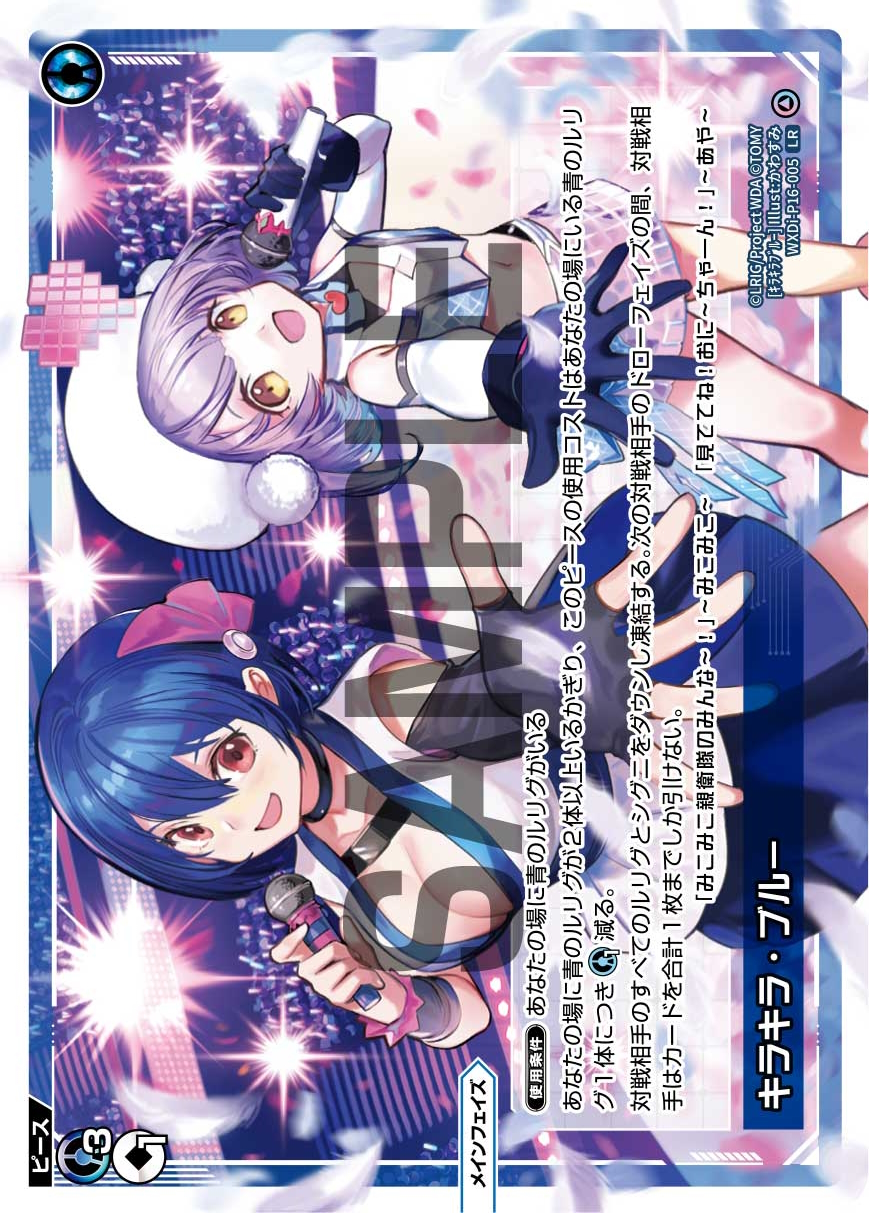 ピース
3
1
メインフェイズ
SAMPLE
使用条件 あなたの場に青のルリグがいる
あなたの場に青のルリグが2体以上いるかぎり、このピースの使用コストはあなたの場にいる青のルリ
グ1体につき1減る。
対戦相手のすべてのルリグとシグニをダウンし凍結する。次の対戦相手のドローフェイズの間、対戦相
手はカードを合計1枚までしか引けない。
「みこみこ親衛隊のみんな~!」~みこみこ~ 「見ててね!おに~ちゃーん!」~あや~
キラキラ・ブルー
©LRIG/ProjectWDA ©TOMY
[キラキラブルー] Illust:かわすみ
WXDi-P16-005 LR